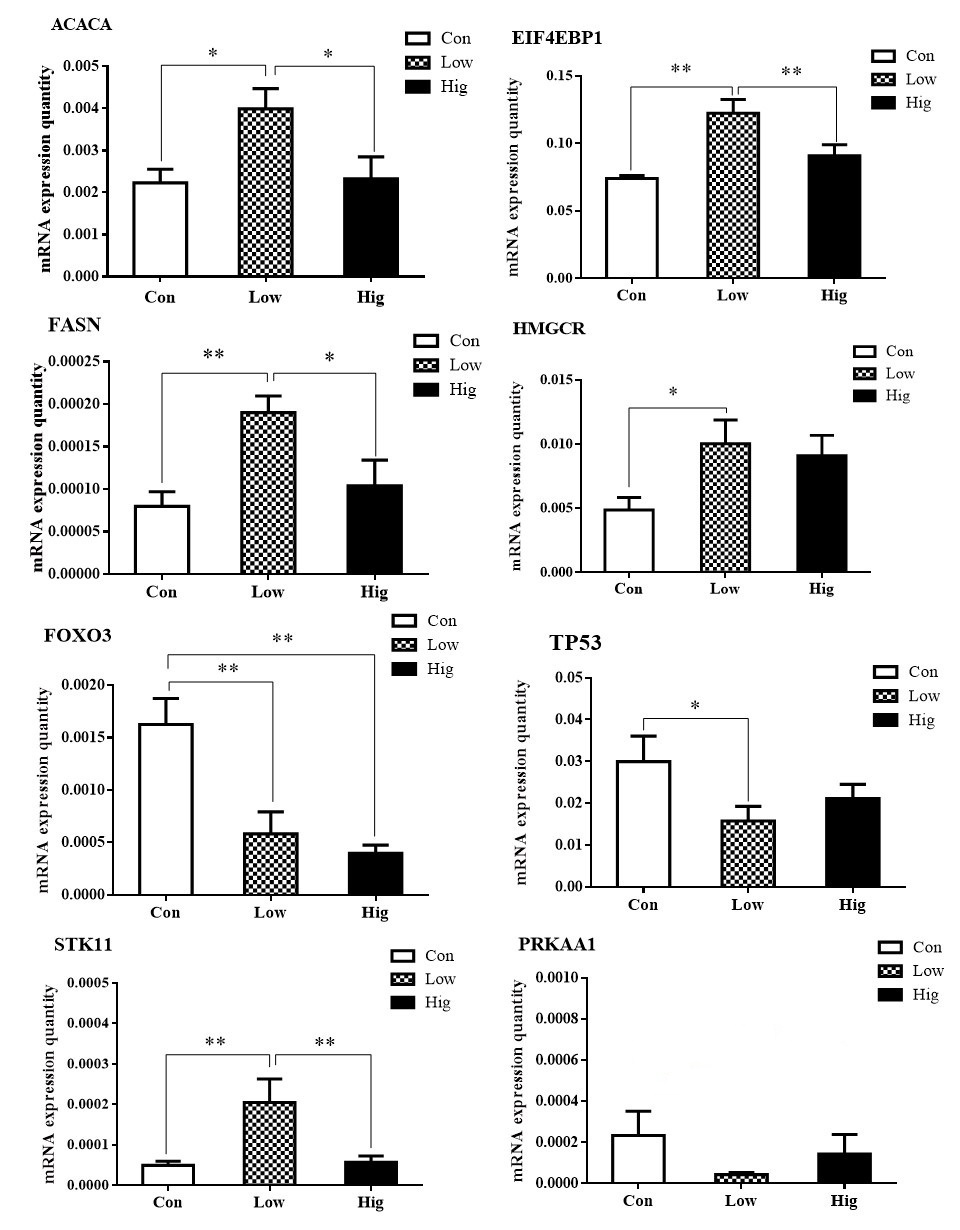 ACACA
Con
Low
Hig
mRNA expression quantity
0.005
0.004
0.003
0.002
0.001
0.000
*
*
Con Low Hig
EIF4EBP1
Con
Low
Hig
mRNA expression quantity
0.15
0.10
0.05
0.00
**
**
Con Low Hig
FASN
Con
Low
Hig
mRNA expression quantity
0.00025
0.00020
0.00015
0.00010
0.00005
0.00000
**
*
Con Low Hig
HMGCR
Con
Low
Hig
mRNA expression quantity
0.015
0.010
0.005
0.000
*
Con Low Hig
FOXO3
Con
Low
Hig
mRNA expression quantity
0.0020
0.0015
0.0010
0.0005
0.0000
**
**
Con Low Hig
TP53
Con
Low
Hig
mRNA expression quantity
0.05
0.04
0.03
0.02
0.01
0.00
*
Con Low Hig
STK11
Con
Low
Hig
mRNA expression quantity
0.0005
0.0004
0.0003
0.0002
0.0001
0.0000
**
**
Con Low Hig
PRKAA1
Con
Low
Hig
mRNA expression quantity
0.0010
0.0008
0.0006
0.0004
0.0002
0.0000
Con Low Hig